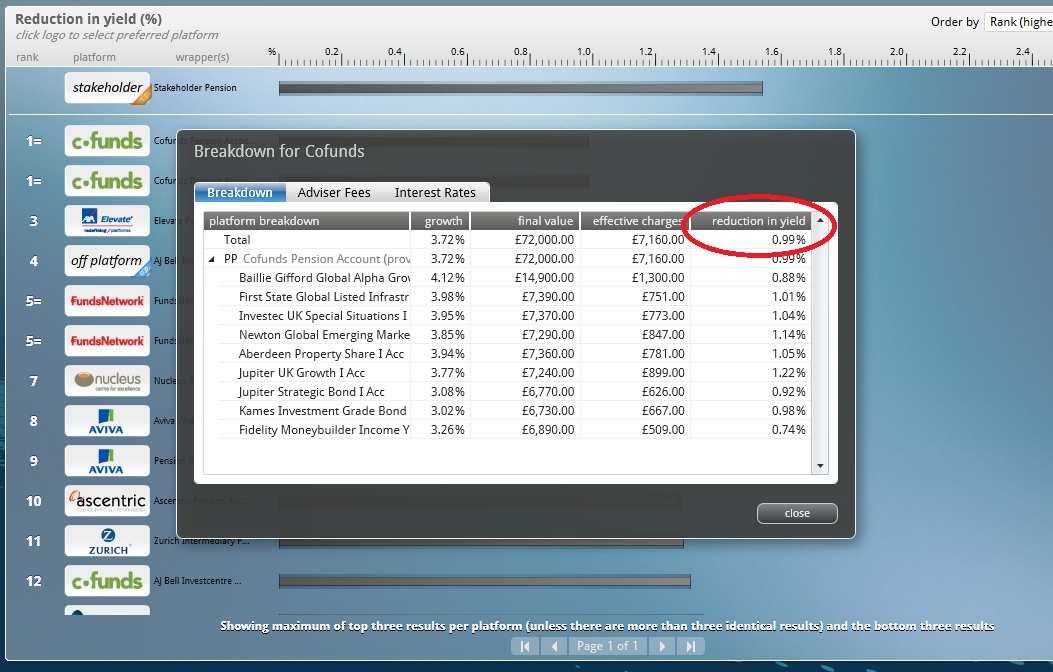 Reduction in yield (%)
click logo to select preferred platform
Order by Rank (highe
rank platform wrapper(s)
% 0.2 0.4 0.6 0.8 1.0 1.2 1.4 1.6 1.8 2.0 2.2 2.4
stakeholder Stakeholder Pension
1= c•funds Cofunds Pension
1= c•funds Cofun
3 AXA Elevate Elevate
redefining / platforms
4 off platform AJ Bell
5= FundsNetwork Funds
5= FundsNetwork Funds
7 nucleus Nucleus
centre for excellence
8 AVIVA Aviva
9 AVIVA Pension
10 ascentric Ascentric Pension Acc...
11 ZURICH Zurich Intermediary P...
12 c•funds AJ Bell Investcentre ...
Breakdown for Cofunds
Breakdown Adviser Fees Interest Rates
platform breakdown growth final value effective charges reduction in yield
Total 3.72% £72,000.00 £7,160.00 0.99%
PP Cofunds Pension Account (prov 3.72% £72,000.00 £7,160.00 0.99%
Baillie Gifford Global Alpha Grov 4.12% £14,900.00 £1,300.00 0.88%
First State Global Listed Infrastr 3.98% £7,390.00 £751.00 1.01%
Investec UK Special Situations I 3.95% £7,370.00 £773.00 1.04%
Newton Global Emerging Marke 3.85% £7,290.00 £847.00 1.14%
Aberdeen Property Share I Acc 3.94% £7,360.00 £781.00 1.05%
Jupiter UK Growth I Acc 3.77% £7,240.00 £899.00 1.22%
Jupiter Strategic Bond I Acc 3.08% £6,770.00 £626.00 0.92%
Kames Investment Grade Bond 3.02% £6,730.00 £667.00 0.98%
Fidelity Moneybuilder Income Y 3.26% £6,890.00 £509.00 0.74%
close
Showing maximum of top three results per platform (unless there are more than three identical results) and the bottom three results
Page 1 of 1